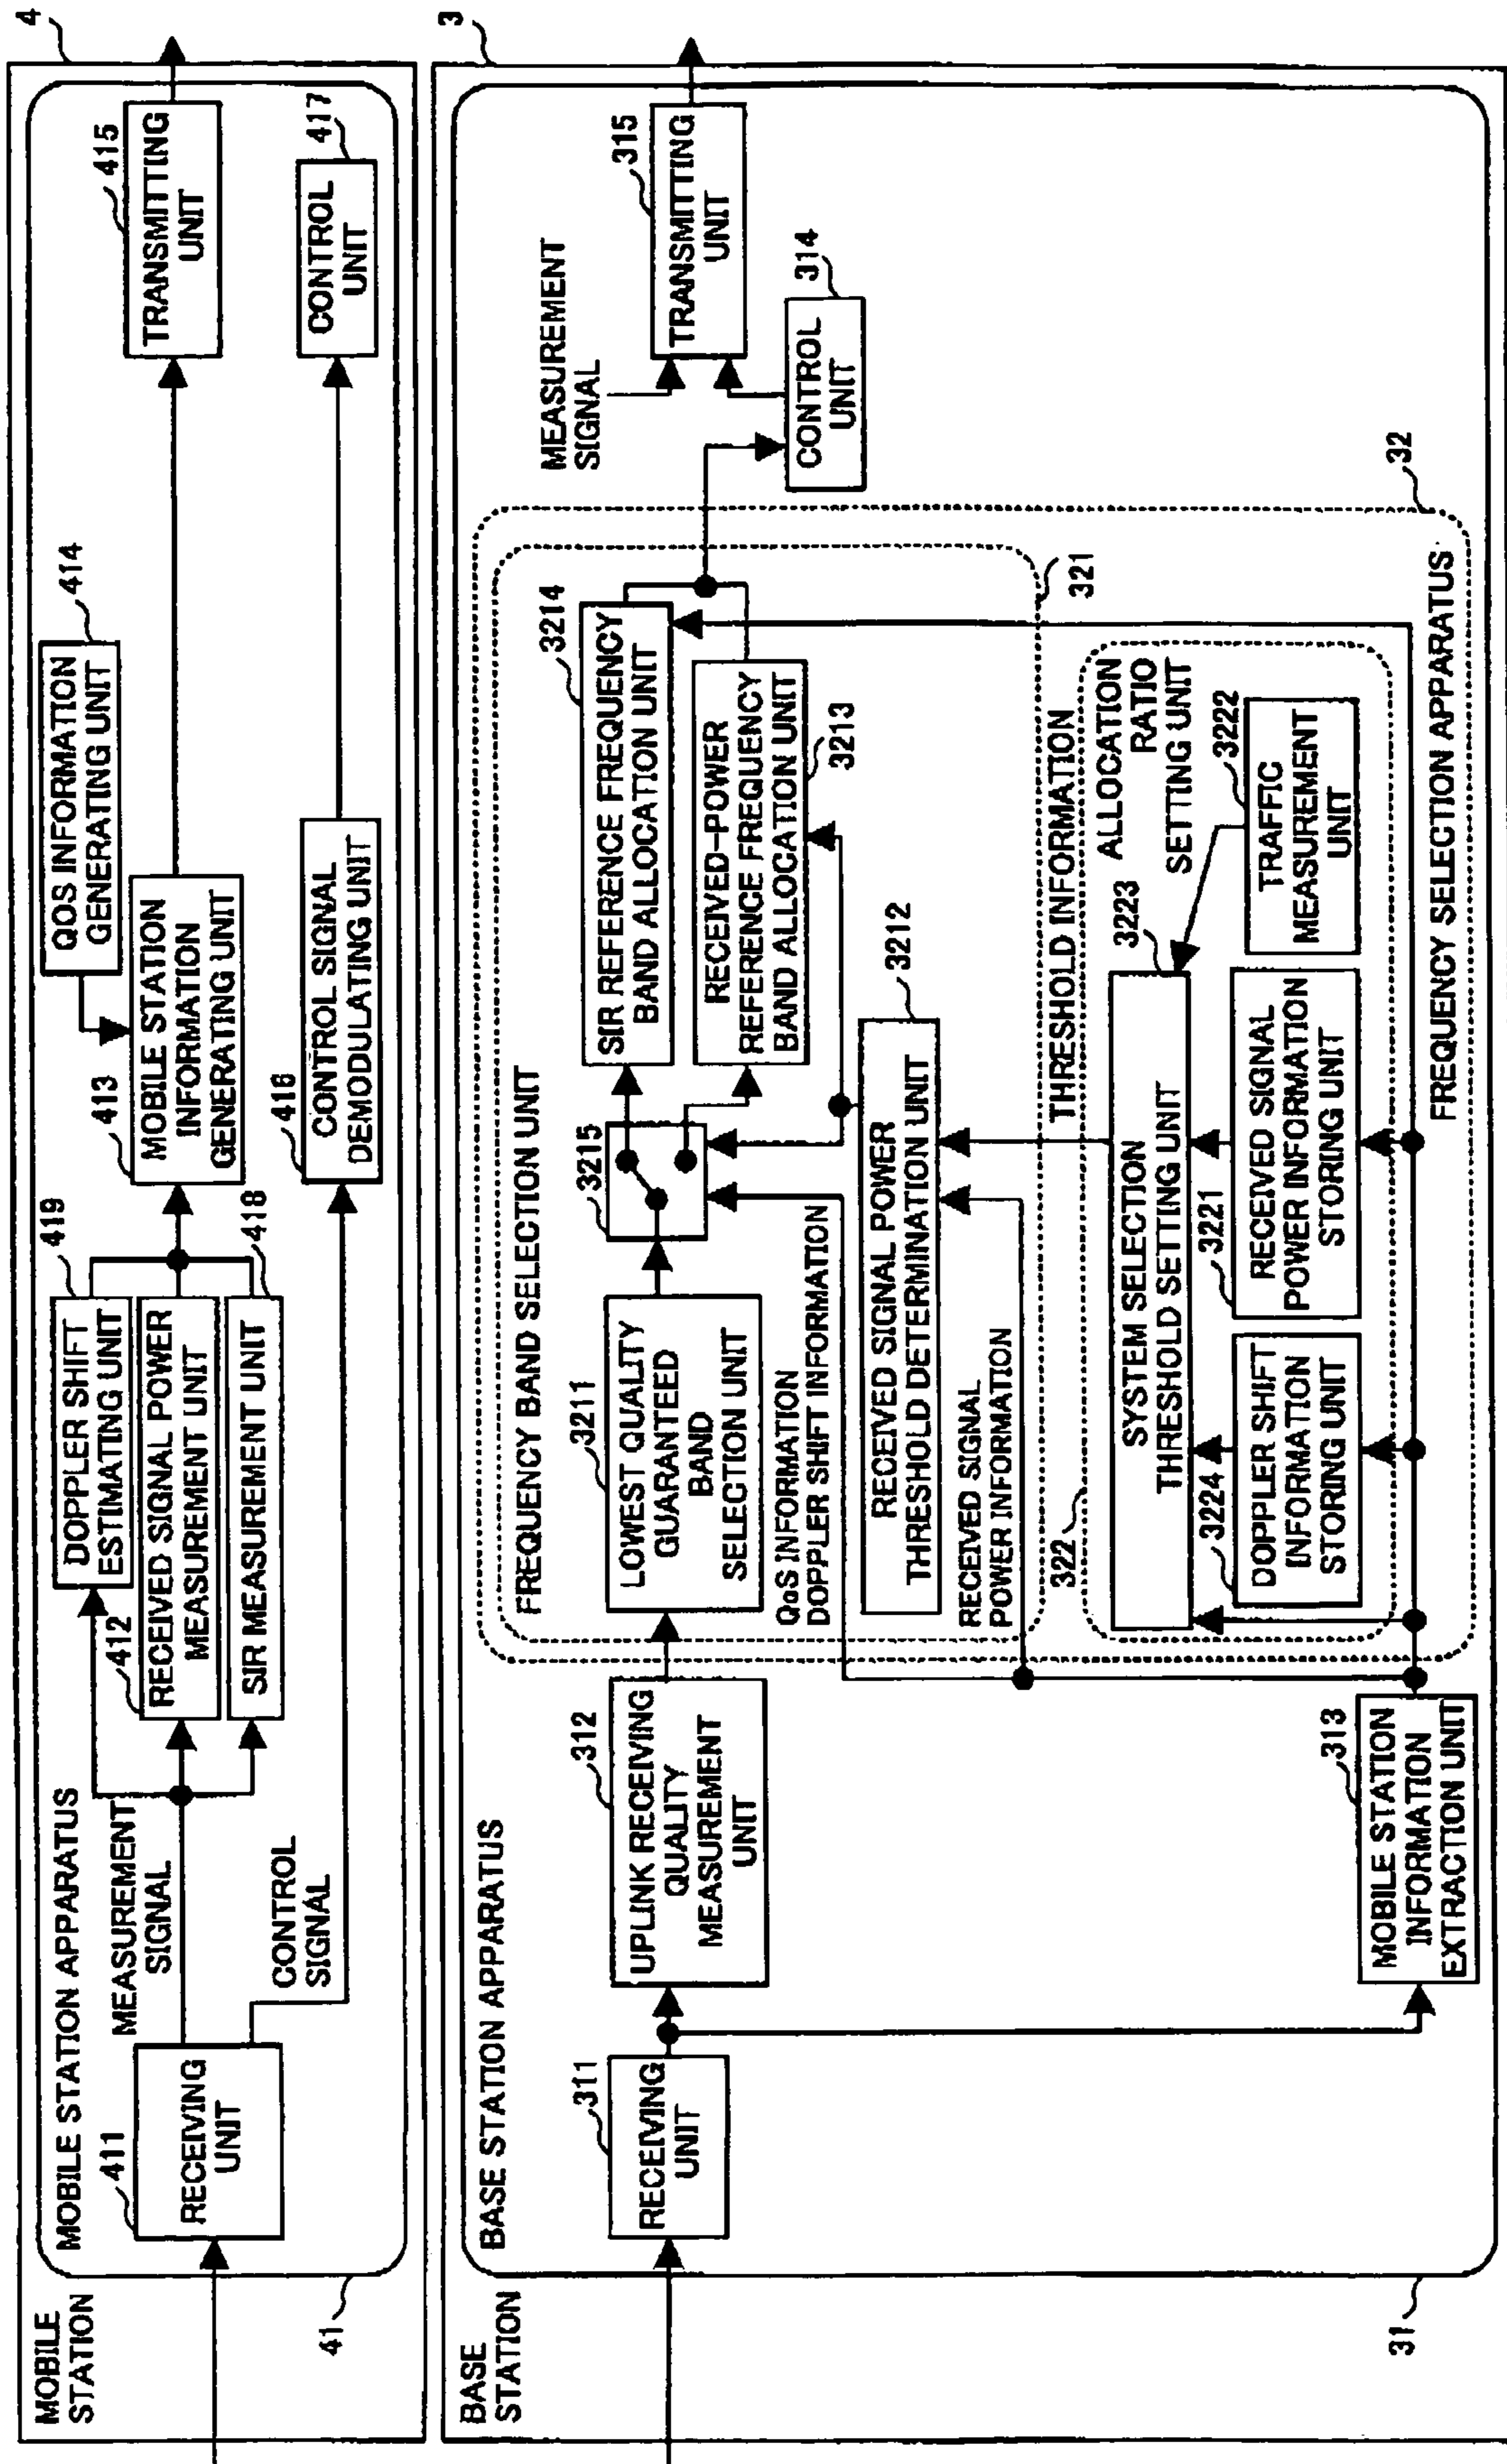 MOBILE
STATION
4
MOBILE STATION APPARATUS
41
411
RECEIVING
UNIT
MEASUREMENT
SIGNAL
CONTROL
SIGNAL
419
DOPPLER SHIFT
ESTIMATING UNIT
412
RECEIVED SIGNAL POWER
MEASUREMENT UNIT
SIR MEASUREMENT UNIT
418
413
MOBILE STATION
INFORMATION
GENERATING UNIT
QOS INFORMATION
GENERATING UNIT
414
416
CONTROL SIGNAL
DEMODULATING UNIT
415
TRANSMITTING
UNIT
417
CONTROL
UNIT
BASE
STATION
3
BASE STATION APPARATUS
31
311
RECEIVING
UNIT
312
UPLINK RECEIVING
QUALITY
MEASUREMENT
UNIT
313
MOBILE STATION
INFORMATION
EXTRACTION UNIT
FREQUENCY BAND SELECTION UNIT
3211
LOWEST QUALITY
GUARANTEED
BAND
SELECTION UNIT
3215
3214
SIR REFERENCE FREQUENCY
BAND ALLOCATION UNIT
RECEIVED-POWER
REFERENCE FREQUENCY
BAND ALLOCATION UNIT
3213
QoS INFORMATION
DOPPLER SHIFT INFORMATION
3212
RECEIVED SIGNAL POWER
THRESHOLD DETERMINATION UNIT
RECEIVED SIGNAL
POWER INFORMATION
THRESHOLD INFORMATION
321
322
ALLOCATION
RATIO
SETTING UNIT
3223
SYSTEM SELECTION
THRESHOLD SETTING UNIT
3224
DOPPLER SHIFT
INFORMATION
STORING UNIT
3221
RECEIVED SIGNAL
POWER INFORMATION
STORING UNIT
3222
TRAFFIC
MEASUREMENT
UNIT
FREQUENCY SELECTION APPARATUS
32
MEASUREMENT
SIGNAL
315
TRANSMITTING
UNIT
314
CONTROL
UNIT